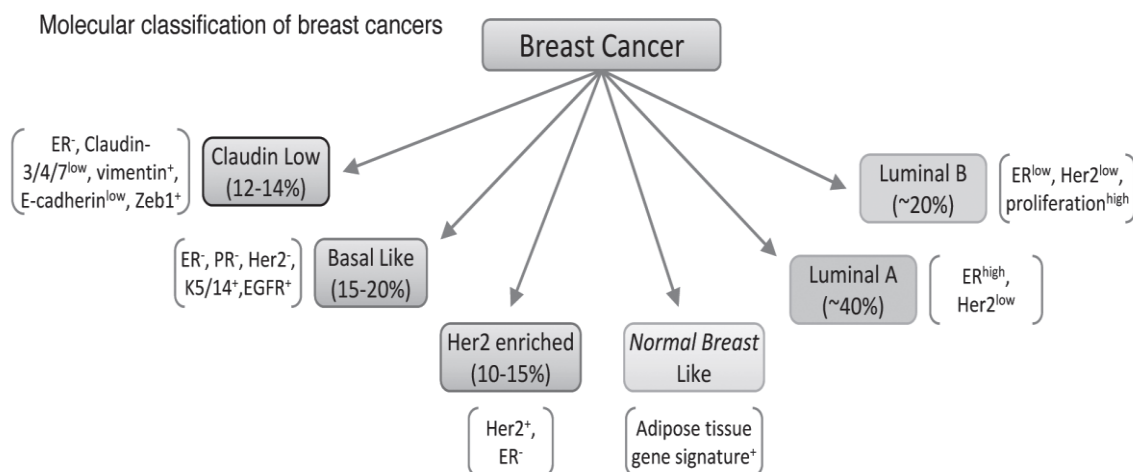 Molecular classification of breast cancers
Breast Cancer
ER⁻, Claudin-
3/4/7ˡᵒʷ, vimentin⁺,
E-cadherinˡᵒʷ, Zeb1⁺
Claudin Low
(12-14%)
Luminal B
(~20%)
ERˡᵒʷ, Her2ˡᵒʷ,
proliferationʰⁱᵍʰ
ER⁻, PR⁻, Her2⁻,
K5/14⁺,EGFR⁺
Basal Like
(15-20%)
Luminal A
(~40%)
ERʰⁱᵍʰ,
Her2ˡᵒʷ
Her2 enriched
(10-15%)
Normal Breast
Like
Her2⁺,
ER⁻
Adipose tissue
gene signature⁺